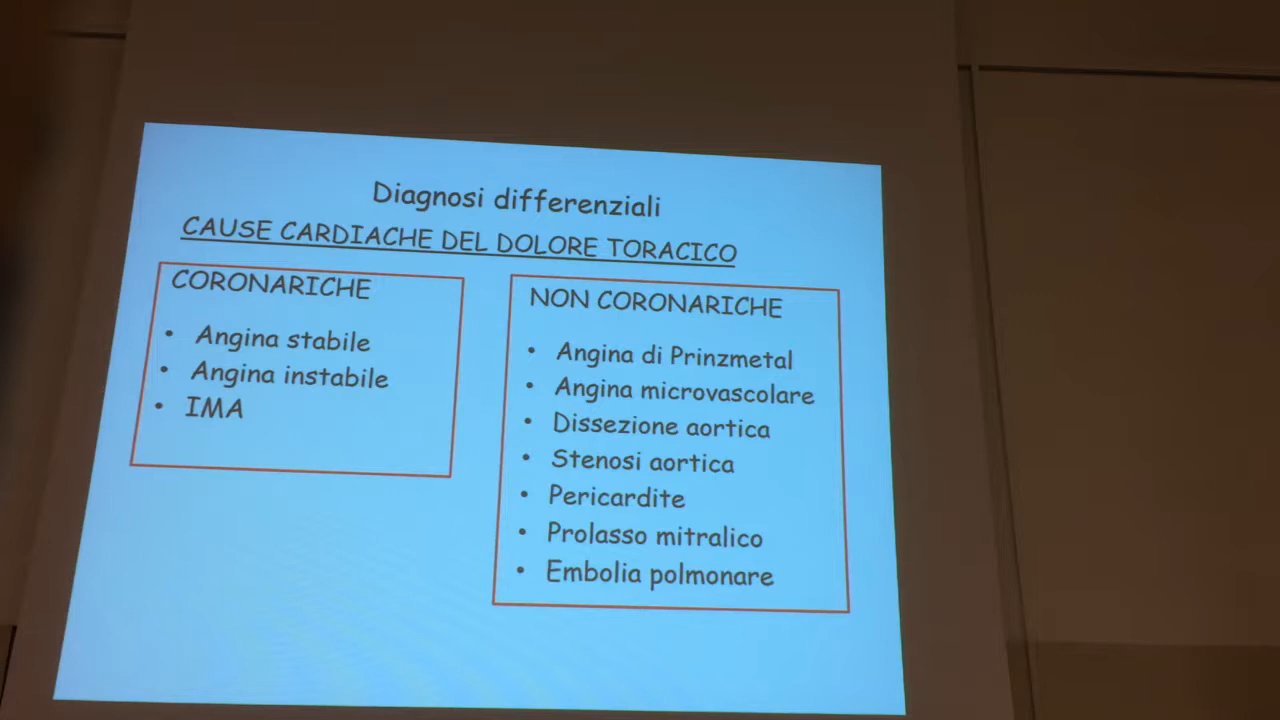 Diagnosi differenziali
CAUSE CARDIACHE DEL DOLORE TORACICO
CORONARICHE
• Angina stabile
• Angina instabile
• IMA
NON CORONARICHE
• Angina di Prinzmetal
• Angina microvascolare
• Dissezione aortica
• Stenosi aortica
• Pericardite
• Prolasso mitralico
• Embolia polmonare